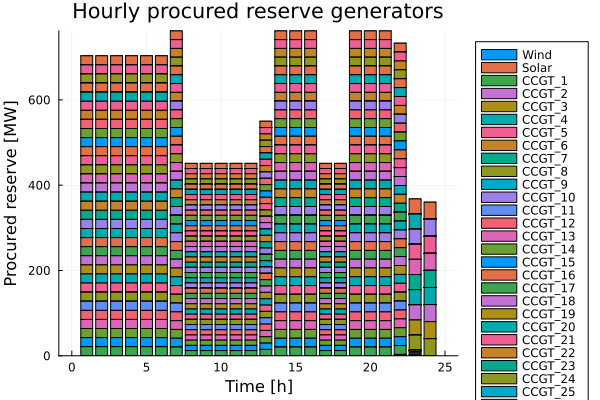 Hourly procured reserve generators
Procured reserve [MW]
600
400
200
0
0
5
10
15
20
25
Time [h]
Wind
Solar
CCGT_1
CCGT_2
CCGT_3
CCGT_4
CCGT_5
CCGT_6
CCGT_7
CCGT_8
CCGT_9
CCGT_10
CCGT_11
CCGT_12
CCGT_13
CCGT_14
CCGT_15
CCGT_16
CCGT_17
CCGT_18
CCGT_19
CCGT_20
CCGT_21
CCGT_22
CCGT_23
CCGT_24
CCGT_25